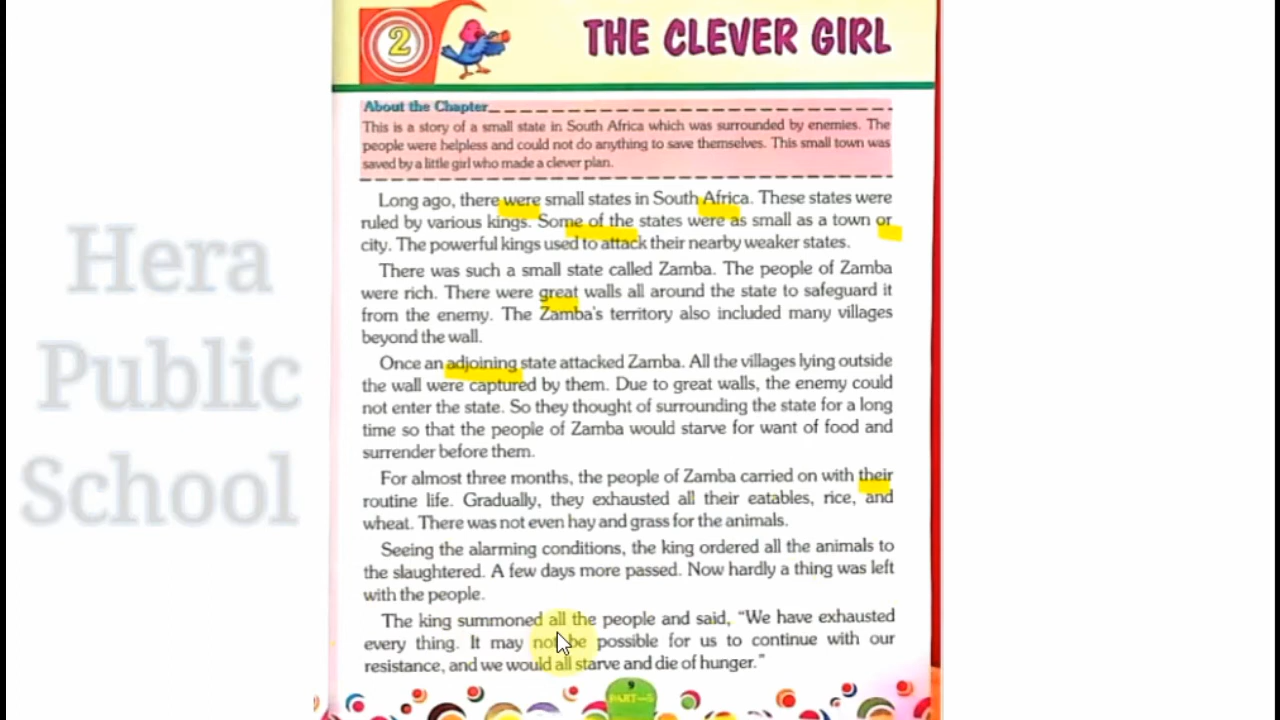 2
THE CLEVER GIRL
About the Chapter
This is a story of a small state in South Africa which was surrounded by enemies. The
people were helpless and could not do anything to save themselves. This small town was
saved by a little girl who made a clever plan.
Long ago, there were small states in South Africa. These states were
ruled by various kings. Some of the states were as small as a town or
city. The powerful kings used to attack their nearby weaker states.
There was such a small state called Zamba. The people of Zamba
were rich. There were great walls all around the state to safeguard it
from the enemy. The Zamba's territory also included many villages
beyond the wall.
Once an adjoining state attacked Zamba. All the villages lying outside
the wall were captured by them. Due to great walls, the enemy could
not enter the state. So they thought of surrounding the state for a long
time so that the people of Zamba would starve for want of food and
surrender before them.
For almost three months, the people of Zamba carried on with their
routine life. Gradually, they exhausted all their eatables, rice, and
wheat. There was not even hay and grass for the animals.
Seeing the alarming conditions, the king ordered all the animals to
the slaughtered. A few days more passed. Now hardly a thing was left
with the people.
The king summoned all the people and said, "We have exhausted
every thing. It may not be possible for us to continue with our
resistance, and we would all starve and die of hunger."
9
PART—5
Hera
Public
School